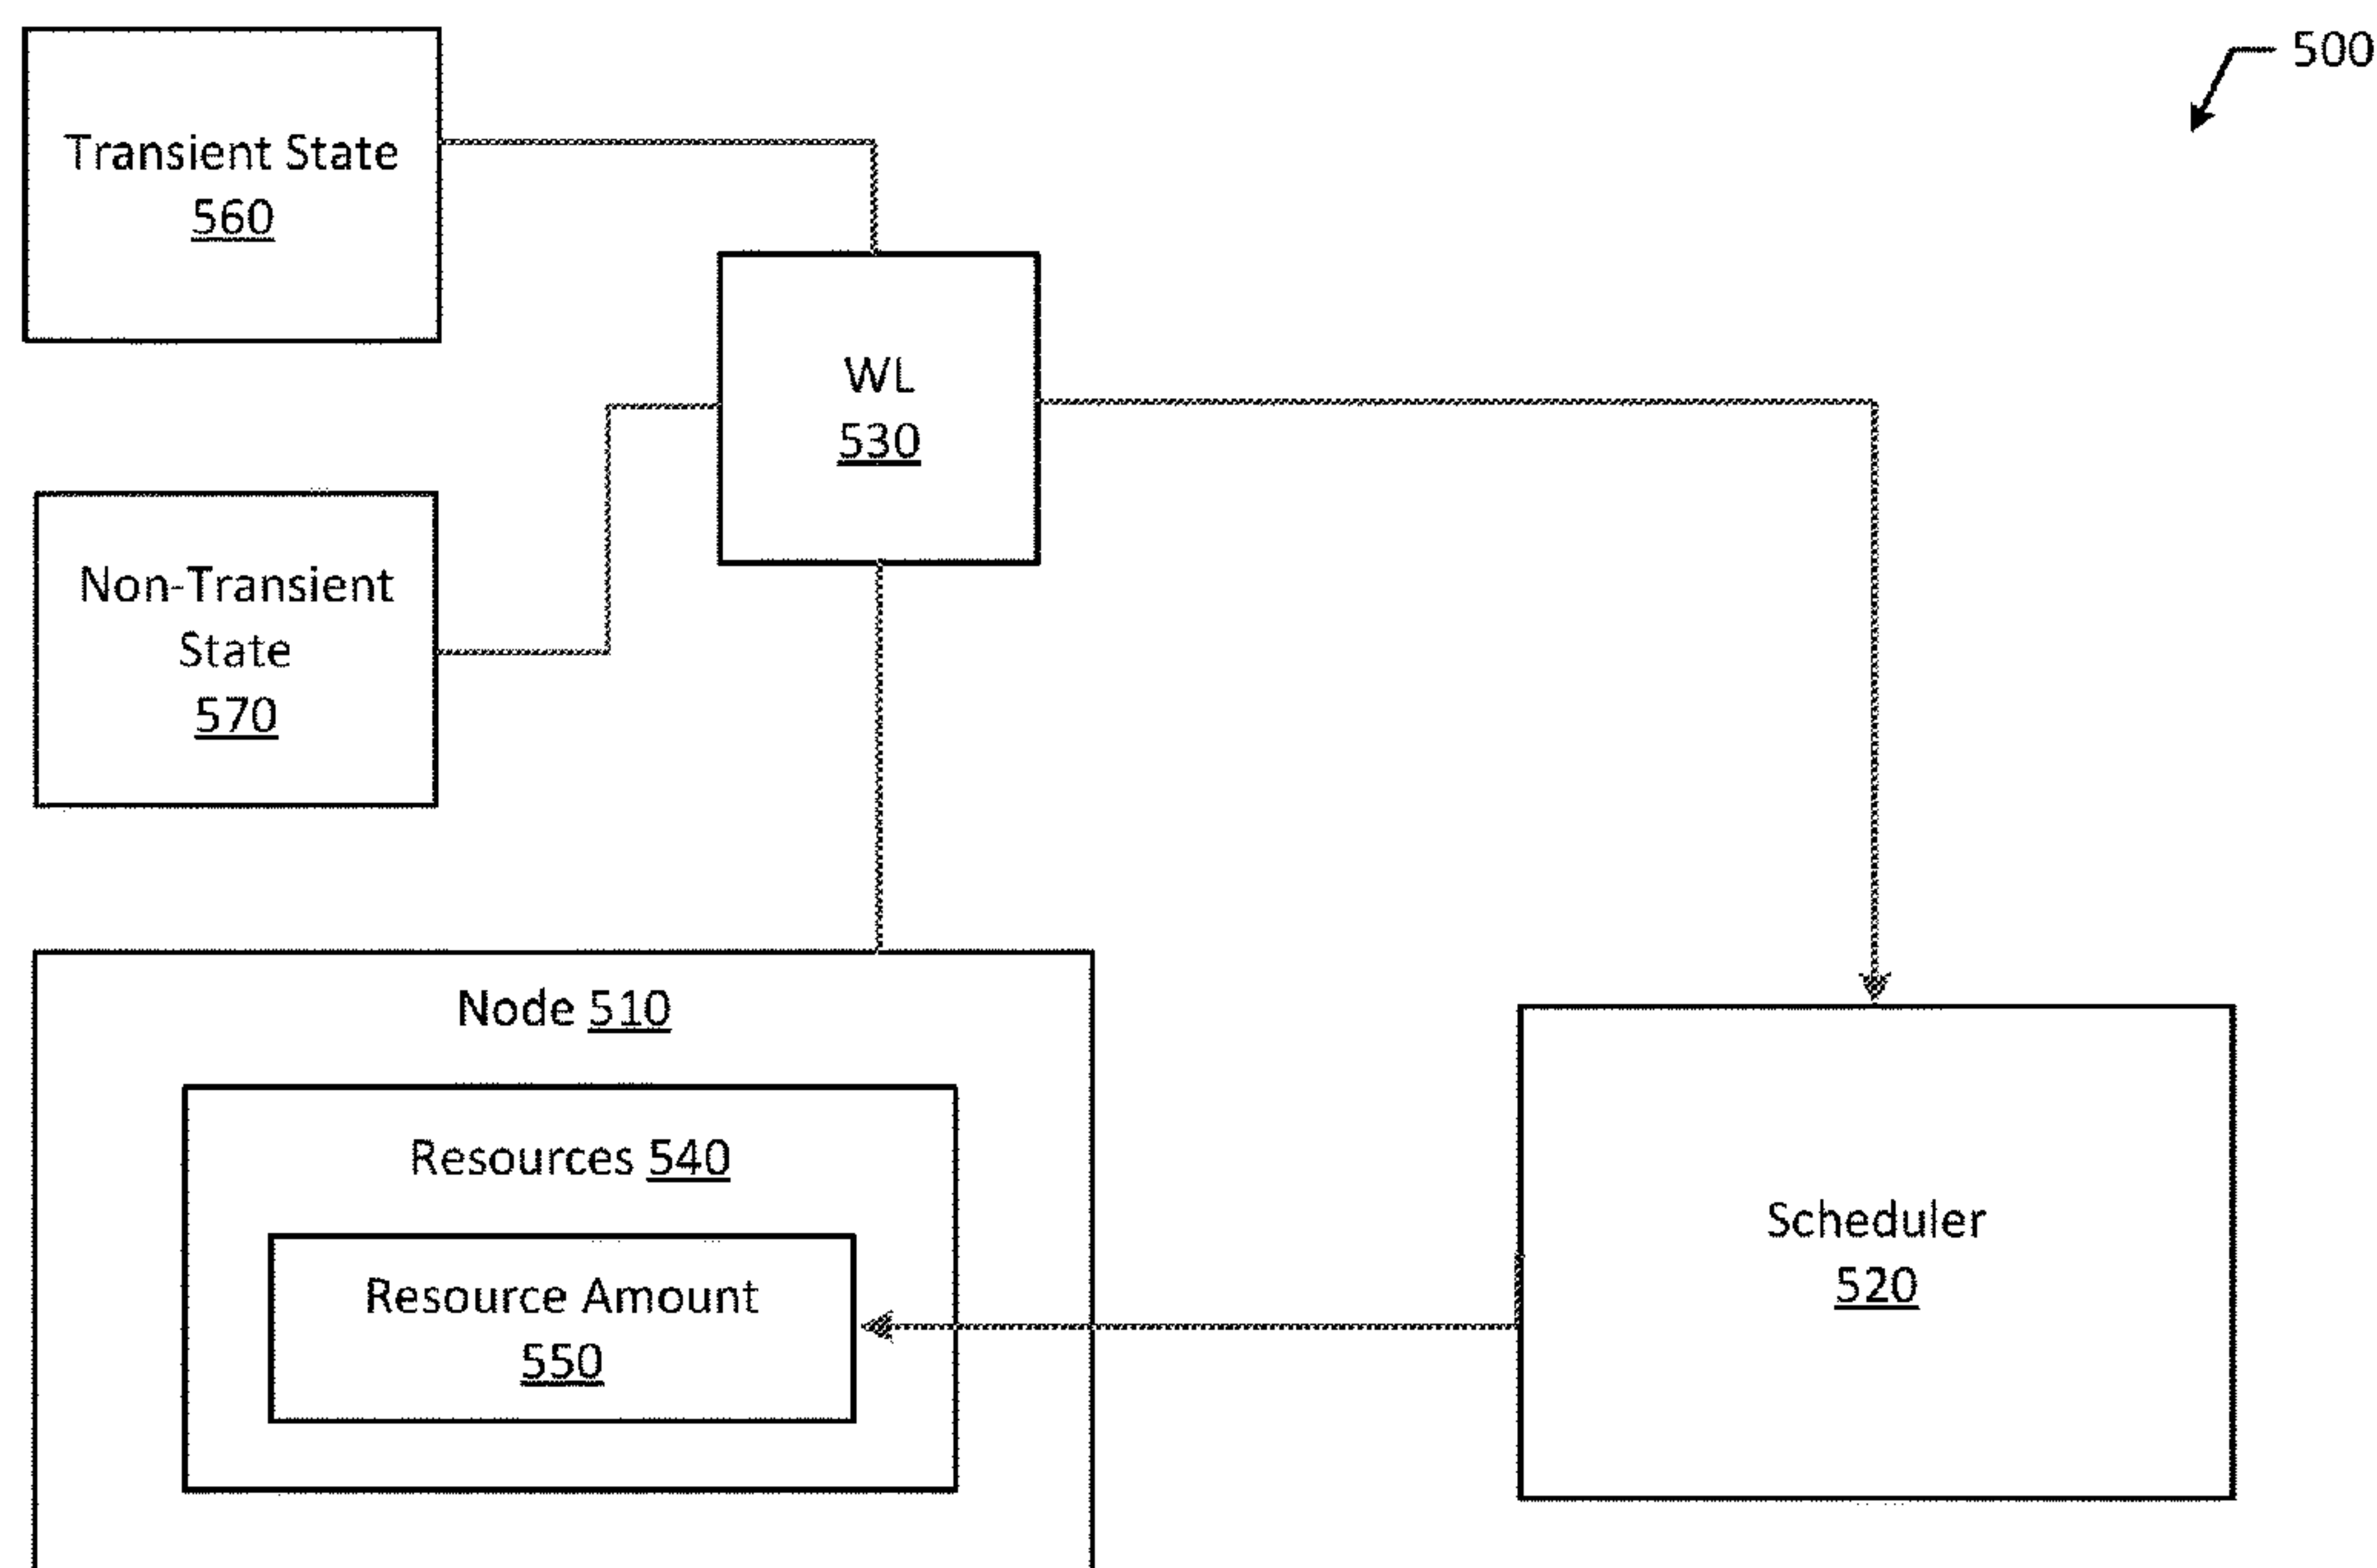 500
Transient State
560
WL
530
Non-Transient
State
570
Node 510
Resources 540
Resource Amount
550
Scheduler
520